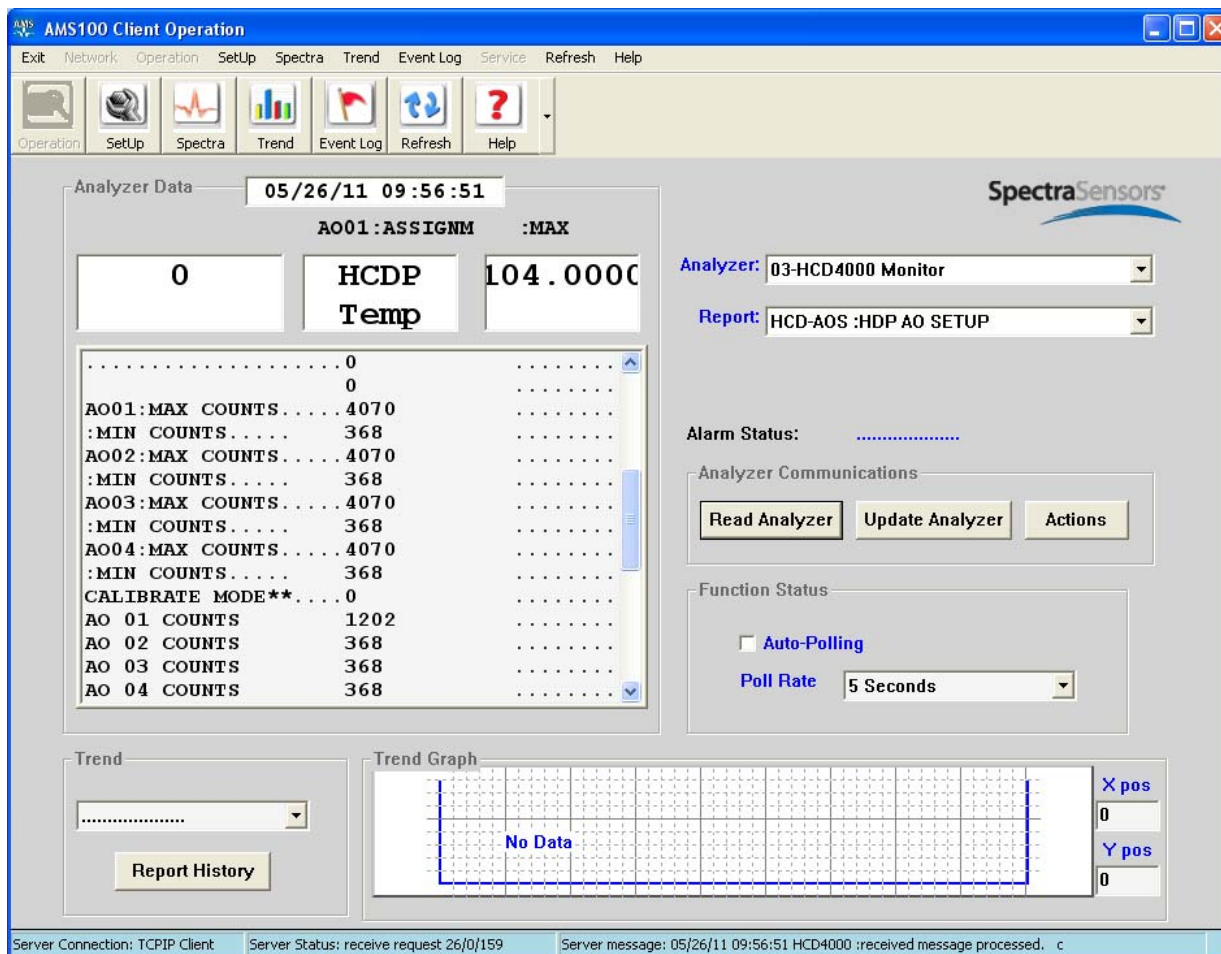 AMS100 Client Operation
Exit Network Operation SetUp Spectra Trend Event Log Service Refresh Help
Operation SetUp Spectra Trend Event Log Refresh Help
Analyzer Data
05/26/11 09:56:51
SpectraSensors
AO01:ASSIGNM :MAX
0 HCDP Temp 104.000
Analyzer: 03-HCD4000 Monitor
Report: HCD-AOS :HDP AO SETUP
.....................0 ........
0 ........
AO01:MAX COUNTS.....4070 ........
:MIN COUNTS..... 368 ........
AO02:MAX COUNTS.....4070 ........
:MIN COUNTS..... 368 ........
AO03:MAX COUNTS.....4070 ........
:MIN COUNTS..... 368 ........
AO04:MAX COUNTS.....4070 ........
:MIN COUNTS..... 368 ........
CALIBRATE MODE**....0 ........
AO 01 COUNTS 1202 ........
AO 02 COUNTS 368 ........
AO 03 COUNTS 368 ........
AO 04 COUNTS 368 ........
Alarm Status: ....................
Analyzer Communications
Read Analyzer Update Analyzer Actions
Function Status
Auto-Polling
Poll Rate 5 Seconds
Trend
....................
Report History
Trend Graph
No Data
X pos
0
Y pos
0
Server Connection: TCPIP Client Server Status: receive request 26/0/159 Server message: 05/26/11 09:56:51 HCD4000 :received message processed. c